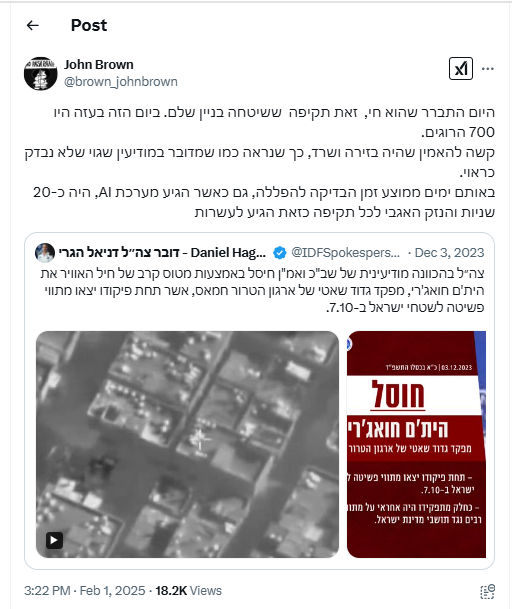 Post
John Brown
@brown_johnbrown
היום התברר שהוא חי, זאת תקיפה ששיטחה בניין שלם. ביום הזה בעזה היו
700 הרוגים.
קשה להאמין שהיה בזירה ושרד, כך שנראה כמו שמדובר במודיעין שגוי שלא נבדק
כראוי.
באותם ימים ממוצע זמן הבדיקה להפללה, גם כאשר הגיע מערכת AI, היה כ-20
שניות והנזק האגבי לכל תקיפה כזאת הגיע לעשרות
דובר צה״ל דניאל הגרי - Daniel Hag... @IDFSpokespers... · Dec 3, 2023
צה״ל בהכוונה מודיעינית של שב"כ ואמ"ן חיסל באמצעות מטוס קרב של חיל האוויר את
הית'ם חואג'רי, מפקד גדוד שאטי של ארגון הטרור חמאס, אשר תחת פיקודו יצאו מתווי
פשיטה לשטחי ישראל ב-7.10.
03.12.2023 | כ"א בכסלו התשפ"ד
חוסל
הית'ם חואג'רי
מפקד גדוד שאטי של ארגון הטרור
- תחת פיקודו יצאו מתווי פשיטה ל
ישראל ב-7.10.
- כחלק מתפקידו היה אחראי על מתוו
רבים נגד תושבי מדינת ישראל.
3:22 PM · Feb 1, 2025 · 18.2K Views